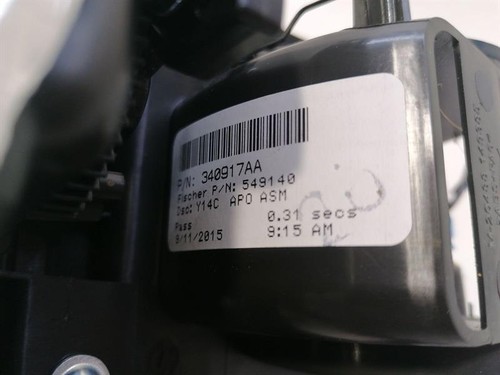 P/N: 340917AA
Fischer P/N: 549140
Dsc: Y14C APO ASM
0.31 secs
Pass
9:15 AM
8/11/2015